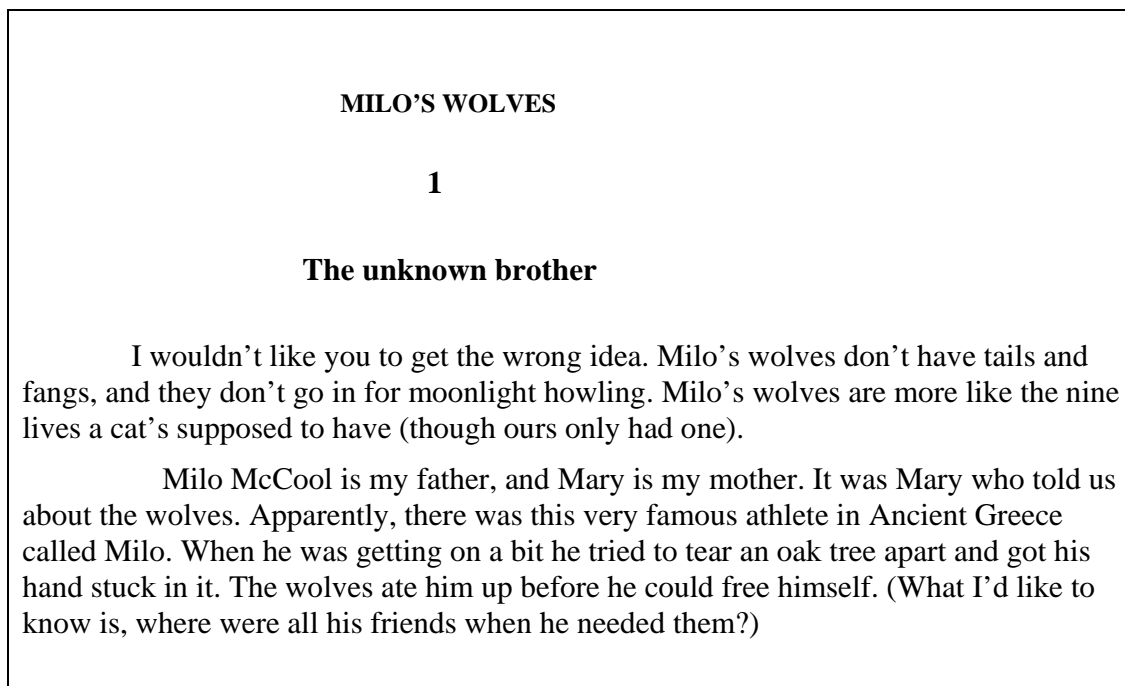 MILO’S WOLVES
1
The unknown brother
I wouldn’t like you to get the wrong idea. Milo’s wolves don’t have tails and
fangs, and they don’t go in for moonlight howling. Milo’s wolves are more like the nine
lives a cat’s supposed to have (though ours only had one).
Milo McCool is my father, and Mary is my mother. It was Mary who told us
about the wolves. Apparently, there was this very famous athlete in Ancient Greece
called Milo. When he was getting on a bit he tried to tear an oak tree apart and got his
hand stuck in it. The wolves ate him up before he could free himself. (What I’d like to
know is, where were all his friends when he needed them?)